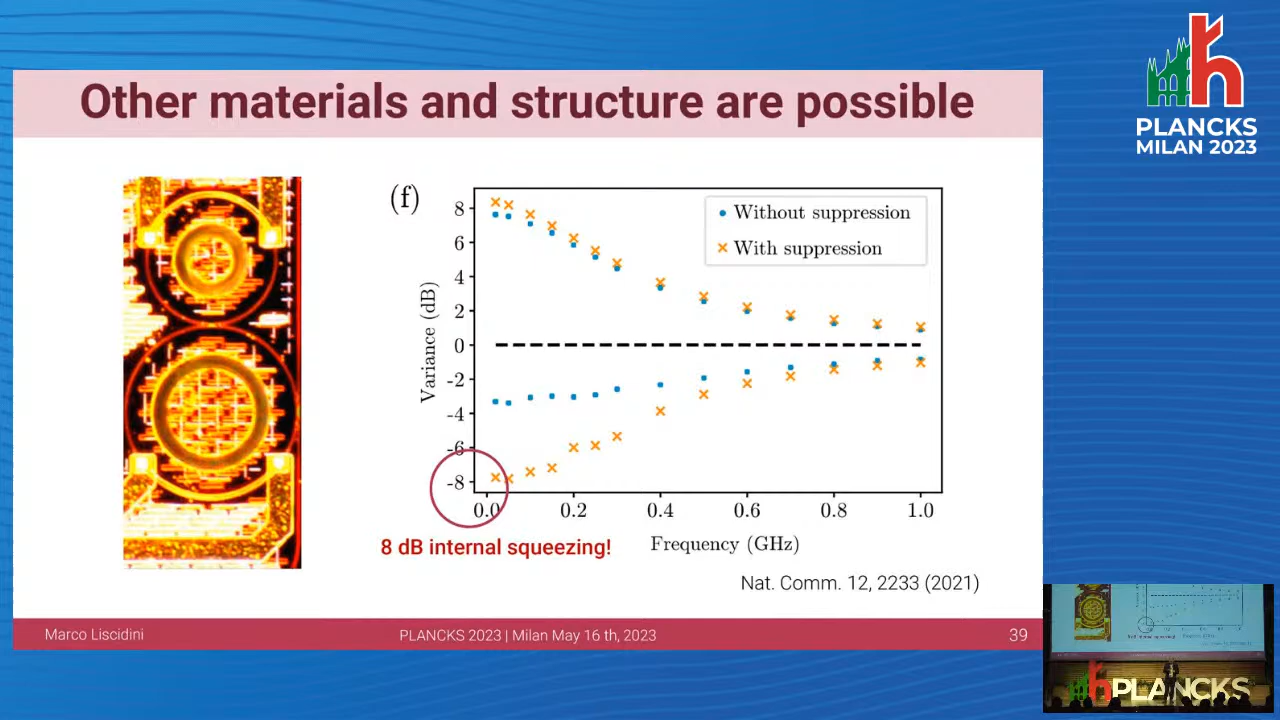 Other materials and structure are possible
PLANCKS
MILAN 2023
(f)
Without suppression
With suppression
Variance (dB)
8
6
4
2
0
-2
-4
-6
-8
0.0
0.2
0.4
0.6
0.8
1.0
Frequency (GHz)
8 dB internal squeezing!
Nat. Comm. 12, 2233 (2021)
Marco Liscidini
PLANCKS 2023 | Milan May 16 th, 2023
39
PLANCKS